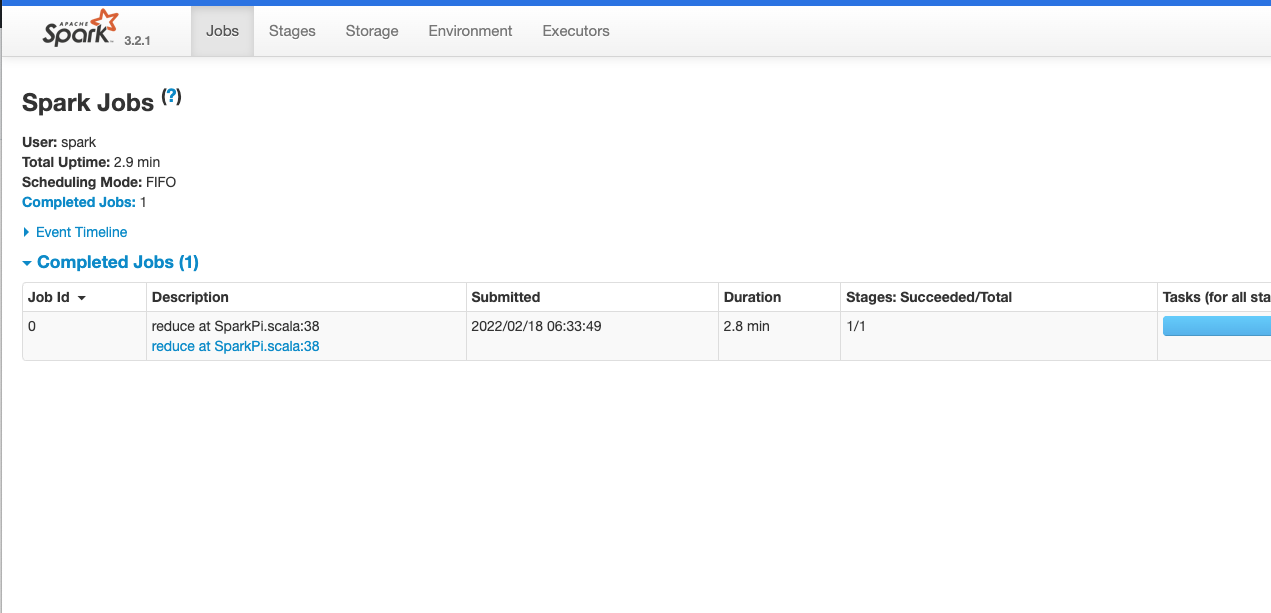 APACHE
Spark 3.2.1
Jobs Stages Storage Environment Executors
Spark Jobs (?)
User: spark
Total Uptime: 2.9 min
Scheduling Mode: FIFO
Completed Jobs: 1
Event Timeline
Completed Jobs (1)
Job Id Description Submitted Duration Stages: Succeeded/Total Tasks (for all sta
0 reduce at SparkPi.scala:38 2022/02/18 06:33:49 2.8 min 1/1
reduce at SparkPi.scala:38